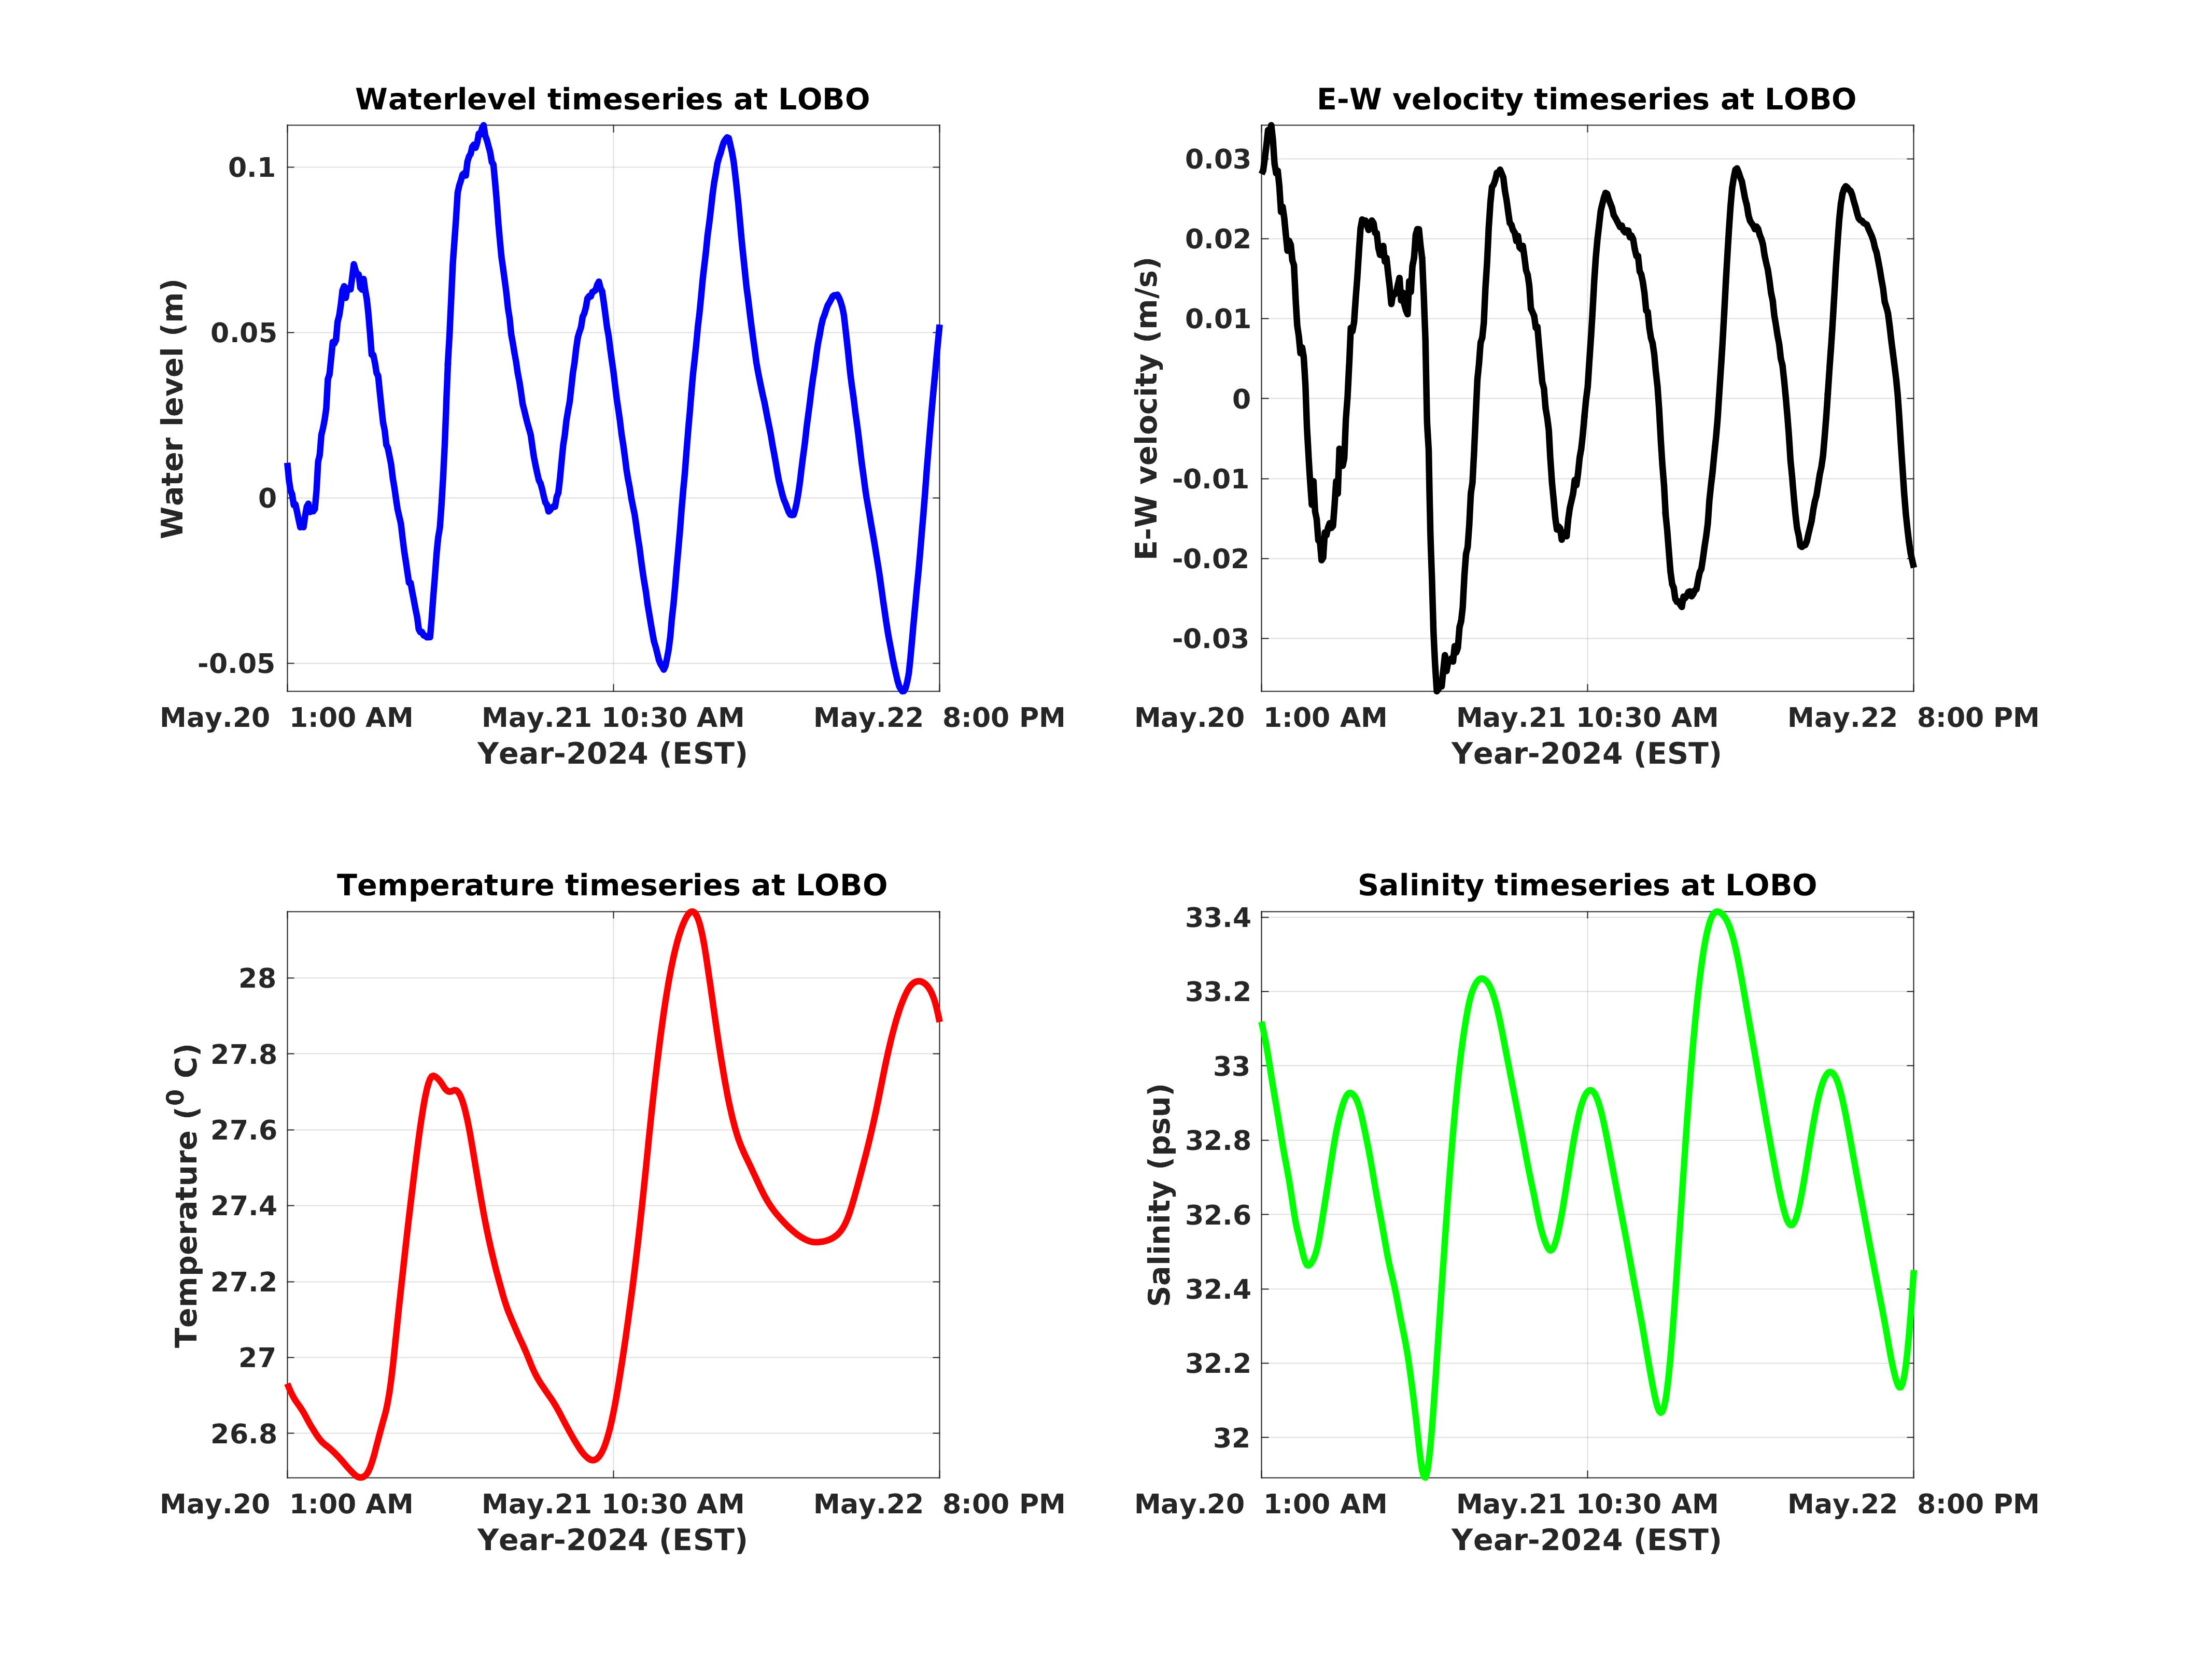 Waterlevel timeseries at LOBO
0.1
0.05
0
-0.05
Water level (m)
May.20 1:00 AM May.21 10:30 AM May.22 8:00 PM
Year-2024 (EST)
E-W velocity timeseries at LOBO
0.03
0.02
0.01
0
-0.01
-0.02
-0.03
E-W velocity (m/s)
May.20 1:00 AM May.21 10:30 AM May.22 8:00 PM
Year-2024 (EST)
Temperature timeseries at LOBO
28
27.8
27.6
27.4
27.2
27
26.8
Temperature (⁰ C)
May.20 1:00 AM May.21 10:30 AM May.22 8:00 PM
Year-2024 (EST)
Salinity timeseries at LOBO
33.4
33.2
33
32.8
32.6
32.4
32.2
32
Salinity (psu)
May.20 1:00 AM May.21 10:30 AM May.22 8:00 PM
Year-2024 (EST)